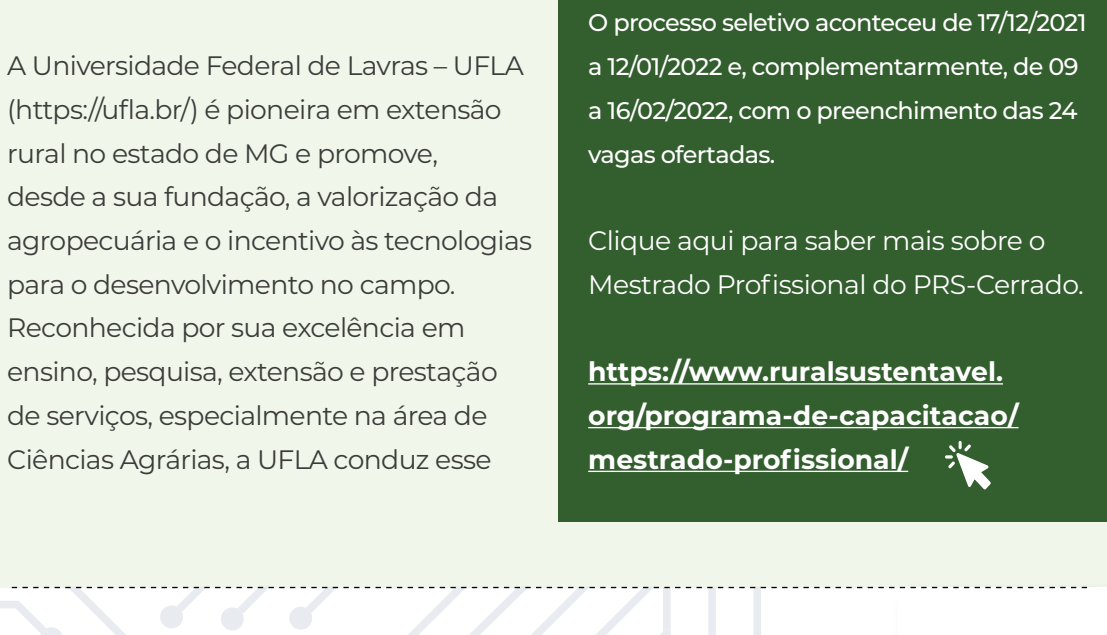 A Universidade Federal de Lavras – UFLA
(https://ufla.br/) é pioneira em extensão
rural no estado de MG e promove,
desde a sua fundação, a valorização da
agropecuária e o incentivo às tecnologias
para o desenvolvimento no campo.
Reconhecida por sua excelência em
ensino, pesquisa, extensão e prestação
de serviços, especialmente na área de
Ciências Agrárias, a UFLA conduz esse
O processo seletivo aconteceu de 17/12/2021
a 12/01/2022 e, complementarmente, de 09
a 16/02/2022, com o preenchimento das 24
vagas ofertadas.
Clique aqui para saber mais sobre o
Mestrado Profissional do PRS-Cerrado.
https://www.ruralsustentavel.
org/programa-de-capacitacao/
mestrado-profissional/